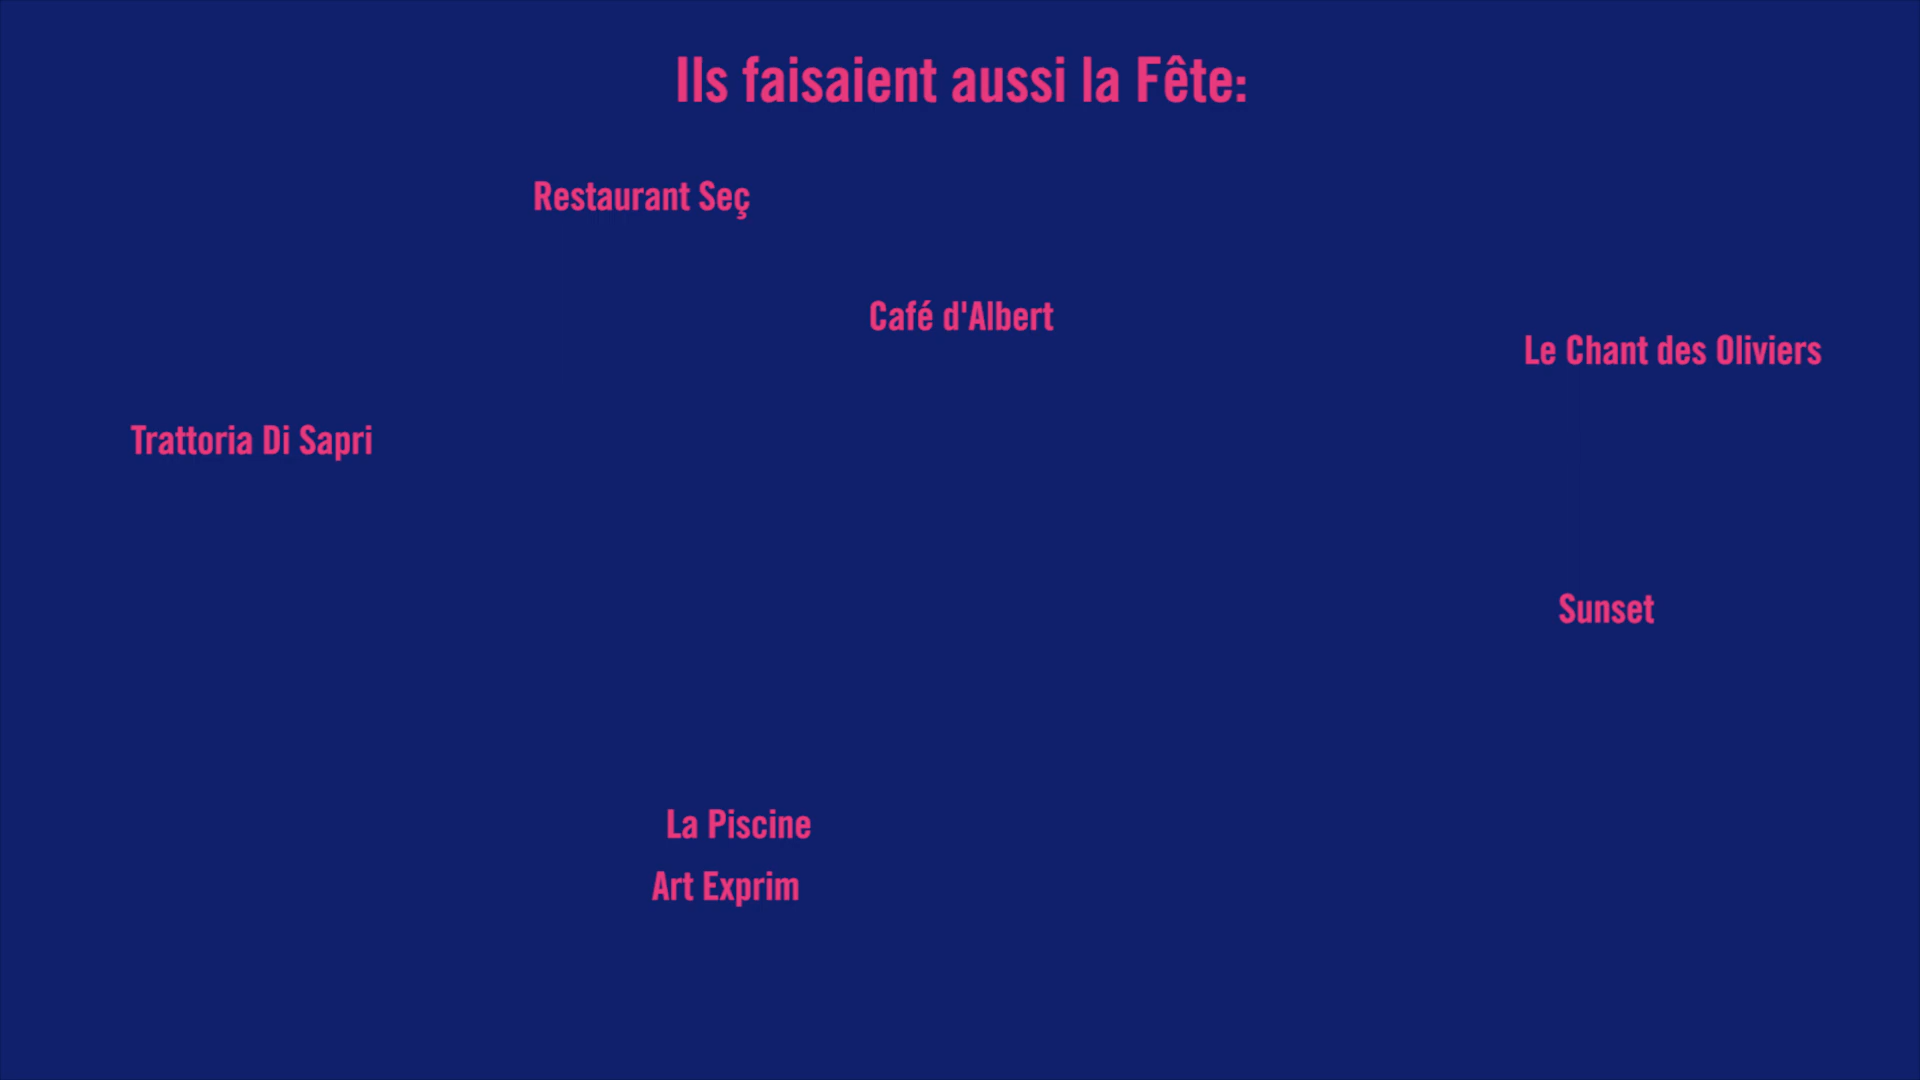 Ils faisaient aussi la Fête:
Restaurant Seç
Café d'Albert
Le Chant des Oliviers
Trattoria Di Sapri
Sunset
La Piscine
Art Exprim